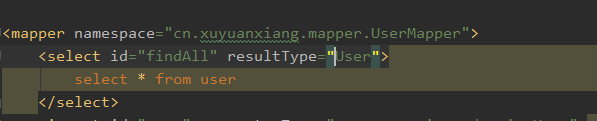 <mapper namespace="cn.xuyuanxiang.mapper.UserMapper">
<select id="findAll" resultType="User">
select * from user
</select>